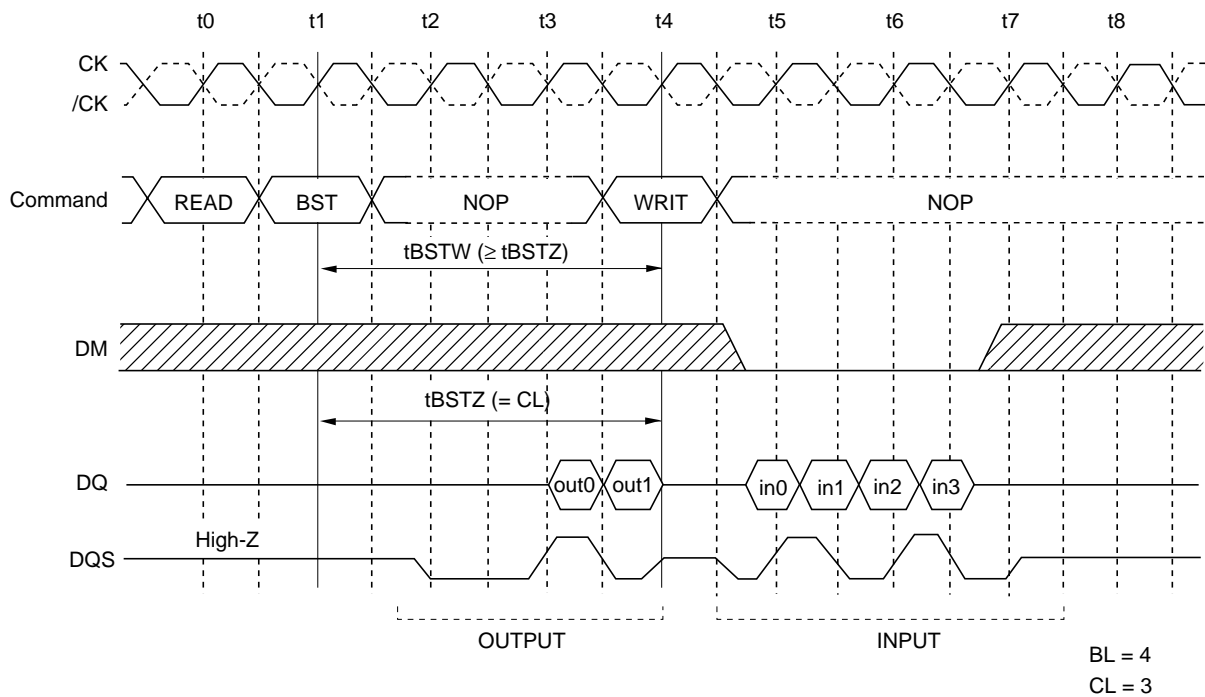 t0 t1 t2 t3 t4 t5 t6 t7 t8
CK
/CK
Command READ BST NOP WRIT NOP
tBSTW (≥ tBSTZ)
DM
tBSTZ (= CL)
DQ out0 out1 in0 in1 in2 in3
High-Z
DQS
OUTPUT INPUT
BL = 4
CL = 3